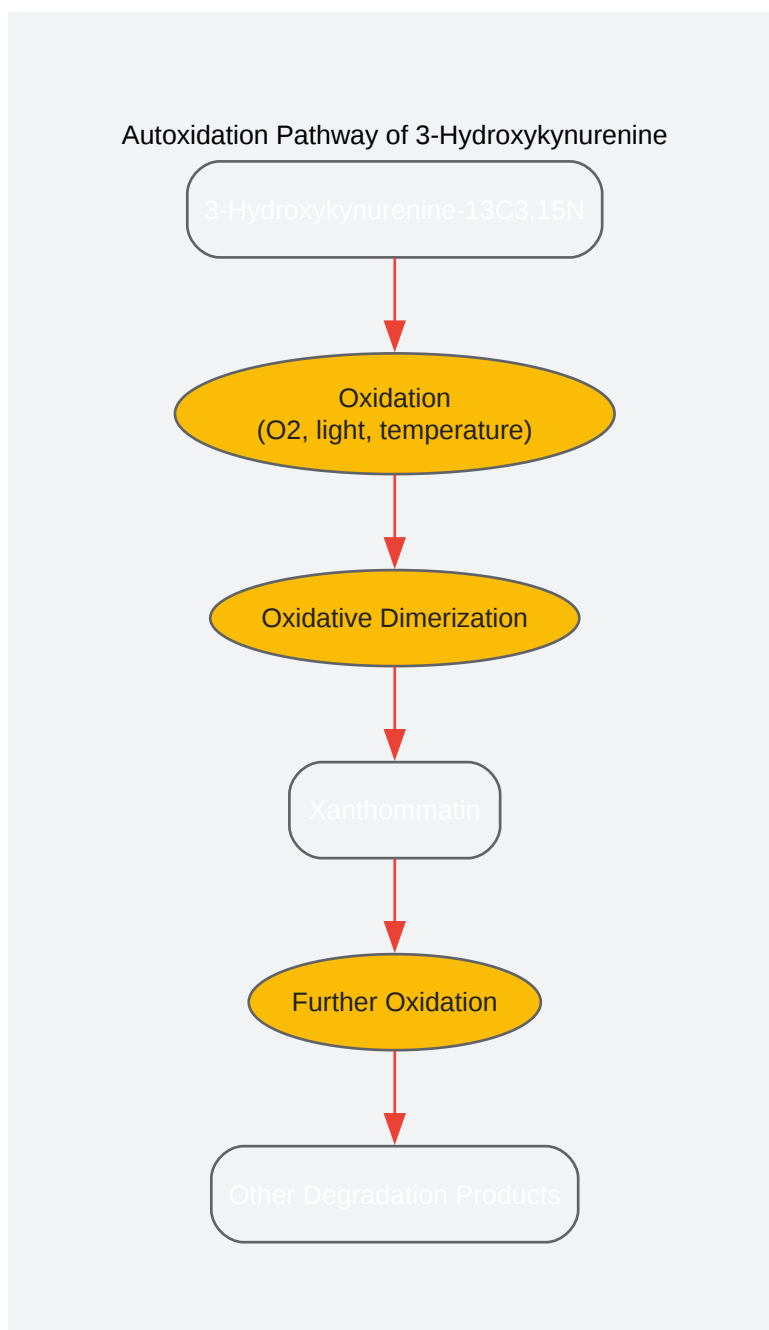 Autoxidation Pathway of 3-Hydroxykynurenine
3-Hydroxykynurenine-13C3,15N
Oxidation
(O2, light, temperature)
Oxidative Dimerization
Xanthommatin
Further Oxidation
Other Degradation Products